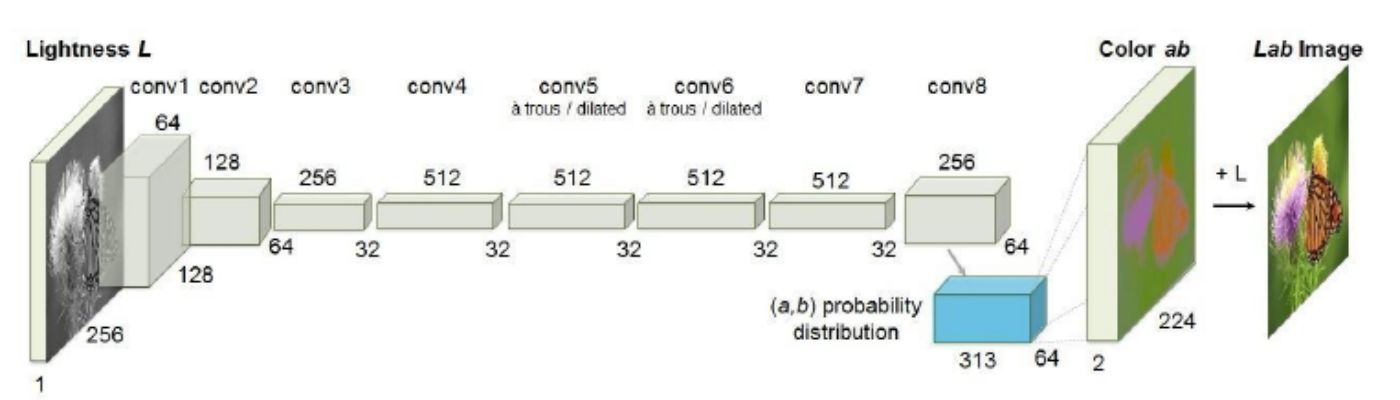 Lightness L
Color ab
Lab Image
conv1
conv2
conv3
conv4
conv5
à trous / dilated
conv6
à trous / dilated
conv7
conv8
64
128
256
512
512
512
512
256
+ L
128
64
32
32
32
32
32
64
256
1
(a,b) probability
distribution
313
64
2
224